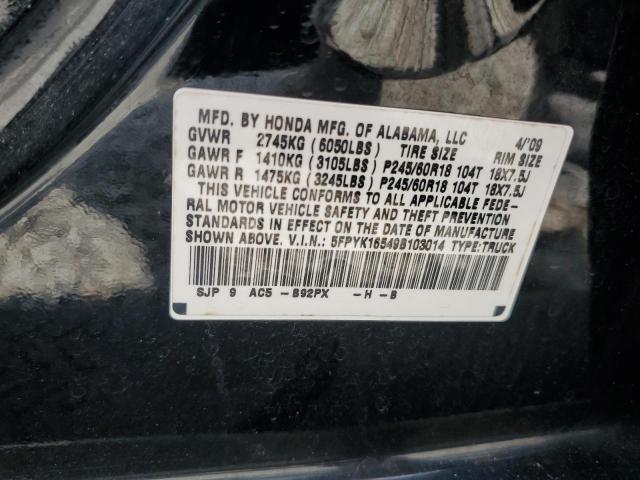 MFD. BY HONDA MFG. OF ALABAMA, LLC 4/'09
GVWR 2745KG (6050LBS) TIRE SIZE RIM SIZE
GAWR F 1410KG (3105LBS) P245/60R18 104T 18X7.5J
GAWR R 1475KG (3245LBS) P245/60R18 104T 18X7.5J
THIS VEHICLE CONFORMS TO ALL APPLICABLE FEDE-
RAL MOTOR VEHICLE SAFETY AND THEFT PREVENTION
STANDARDS IN EFFECT ON THE DATE OF MANUFACTURE
SHOWN ABOVE. V.I.N.: 5FPYK16549B103014 TYPE:TRUCK
SJP 9 AC5 -B92PX -H -B